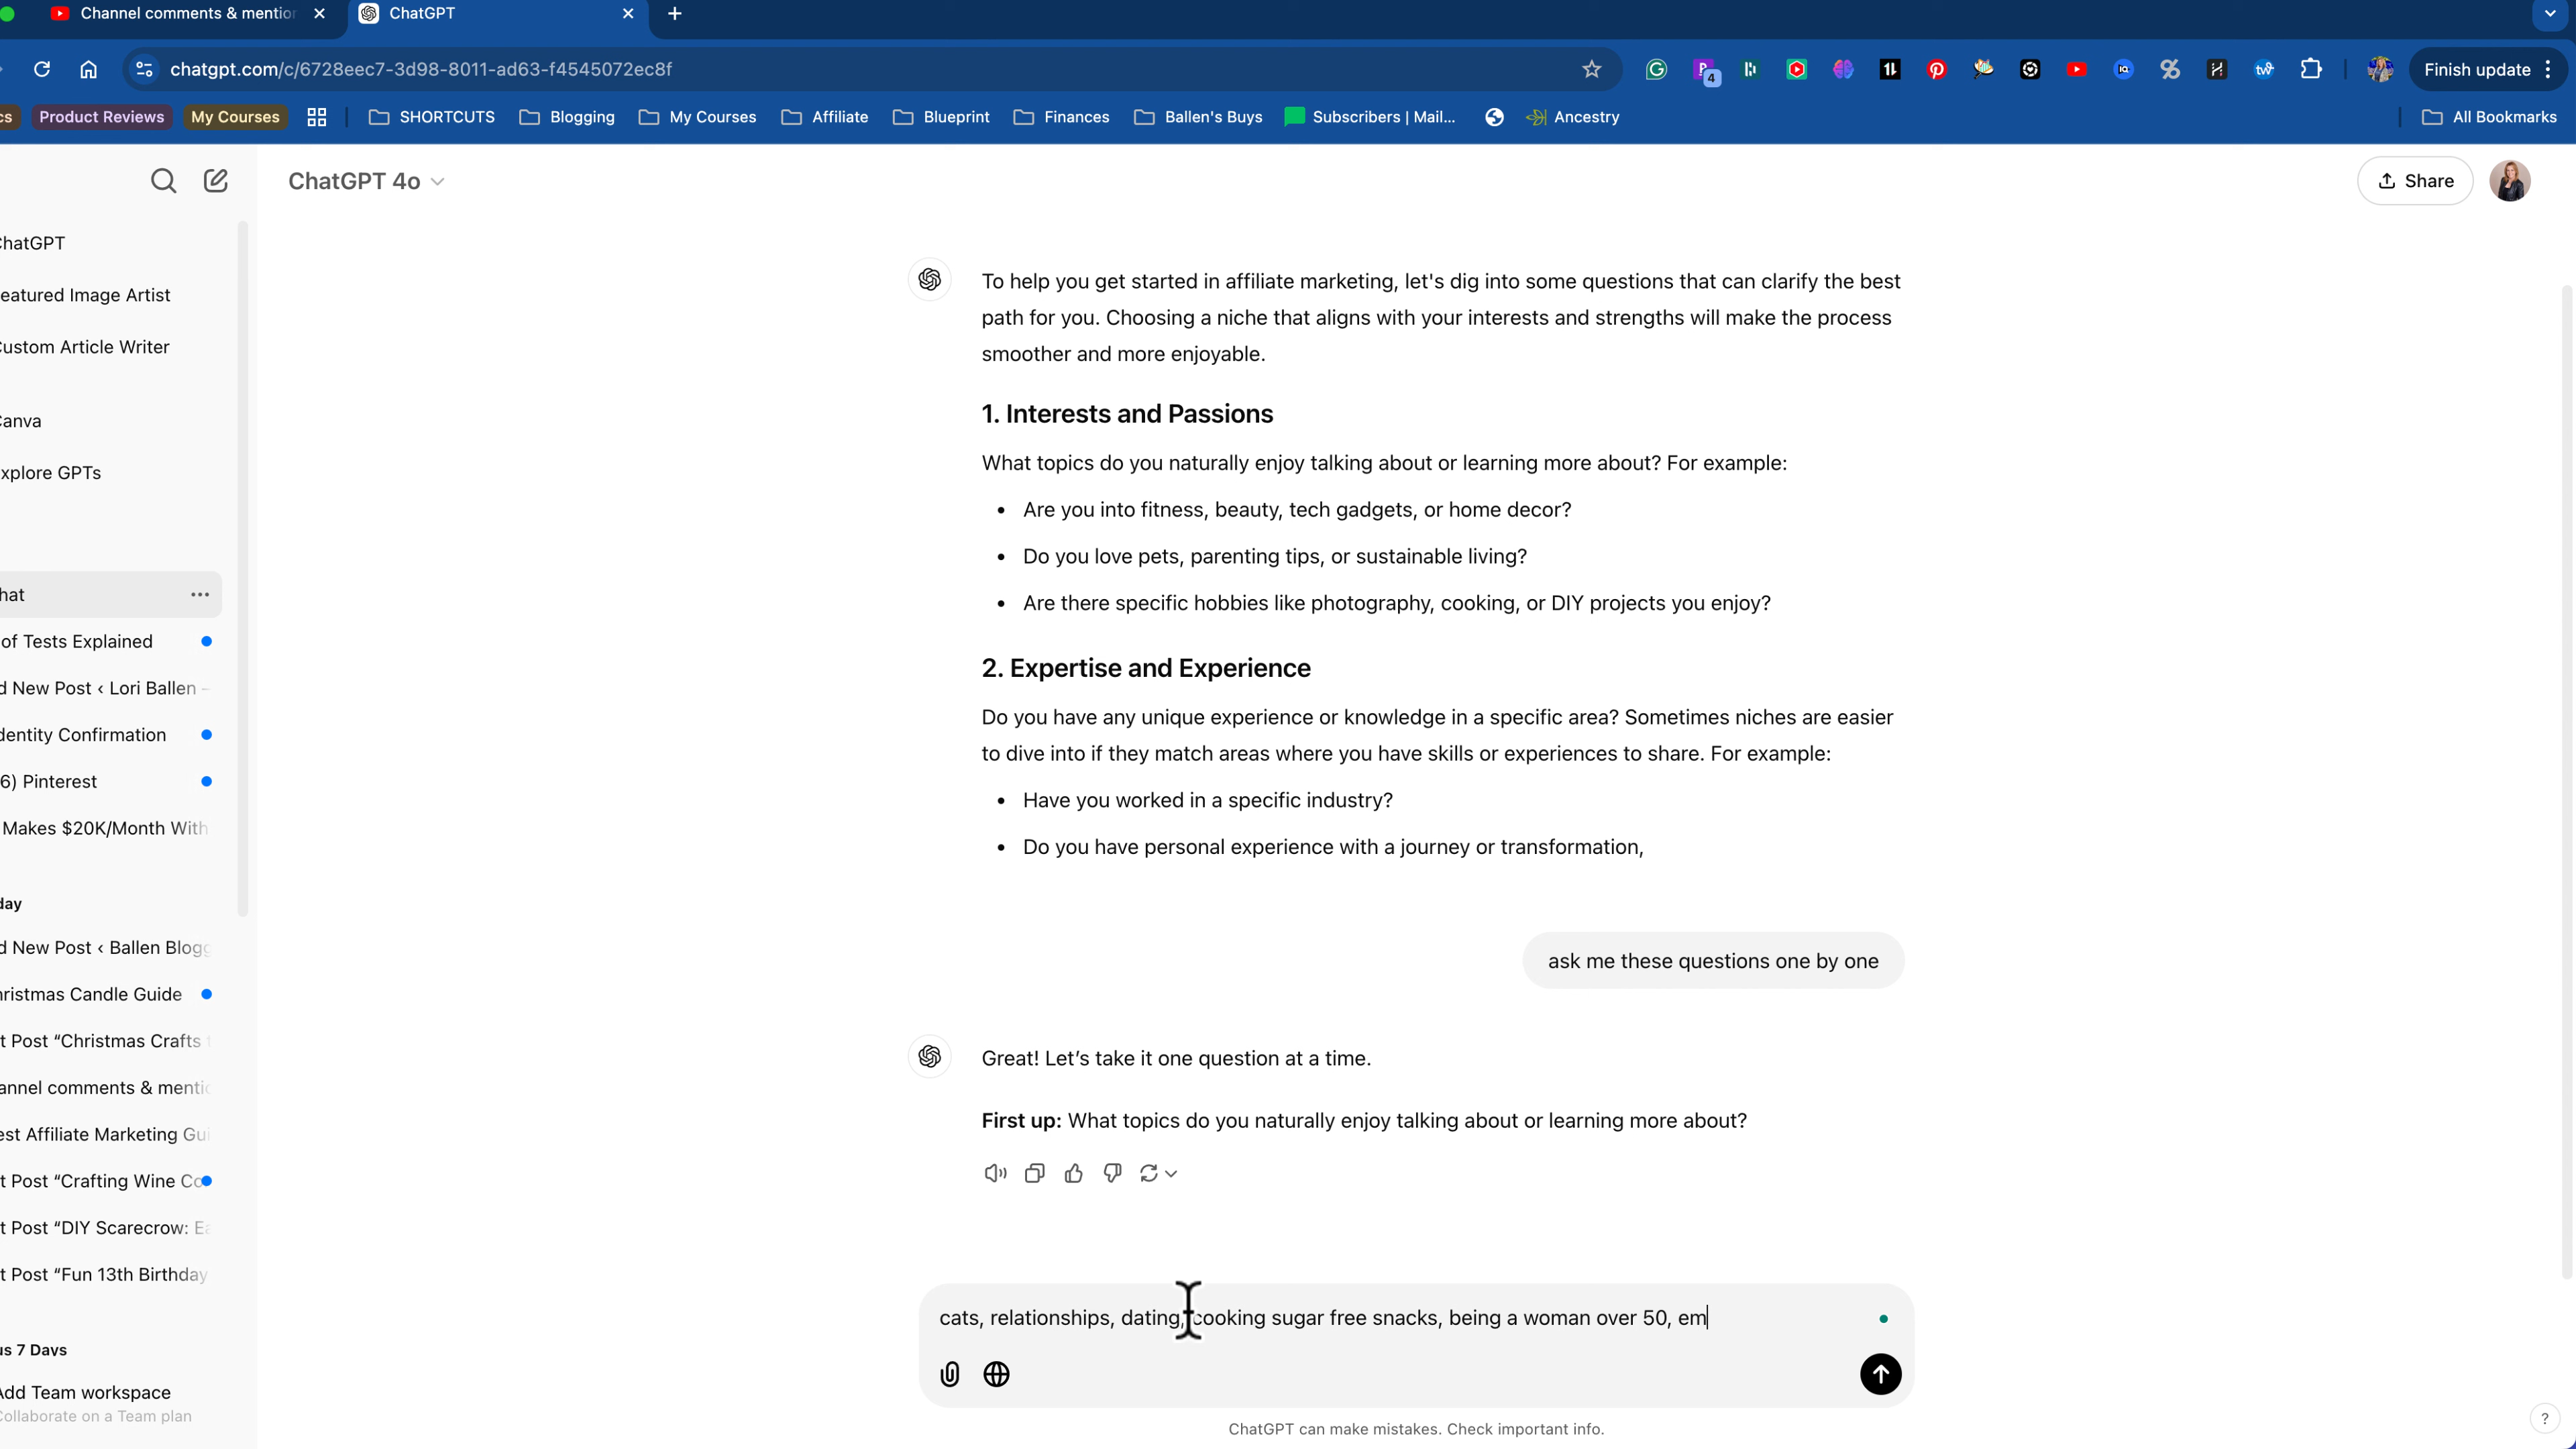 Channel comments & mention
ChatGPT
chatgpt.com/c/6728eec7-3d98-8011-ad63-f4545072ec8f
4
Finish update
cs
Product Reviews
My Courses
SHORTCUTS
Blogging
My Courses
Affiliate
Blueprint
Finances
Ballen's Buys
Subscribers | Mail...
Ancestry
All Bookmarks
ChatGPT 4o
Share
hatGPT
eatured Image Artist
ustom Article Writer
anva
xplore GPTs
hat
of Tests Explained
d New Post ‹ Lori Ballen –
dentity Confirmation
6) Pinterest
Makes $20K/Month With
day
d New Post ‹ Ballen Blogg
hristmas Candle Guide
t Post “Christmas Crafts t
annel comments & mentio
est Affiliate Marketing Gui
t Post “Crafting Wine Co
t Post “DIY Scarecrow: Ea
t Post “Fun 13th Birthday
us 7 Days
Add Team workspace
Collaborate on a Team plan
To help you get started in affiliate marketing, let's dig into some questions that can clarify the best
path for you. Choosing a niche that aligns with your interests and strengths will make the process
smoother and more enjoyable.
1. Interests and Passions
What topics do you naturally enjoy talking about or learning more about? For example:
• Are you into fitness, beauty, tech gadgets, or home decor?
• Do you love pets, parenting tips, or sustainable living?
• Are there specific hobbies like photography, cooking, or DIY projects you enjoy?
2. Expertise and Experience
Do you have any unique experience or knowledge in a specific area? Sometimes niches are easier
to dive into if they match areas where you have skills or experiences to share. For example:
• Have you worked in a specific industry?
• Do you have personal experience with a journey or transformation,
ask me these questions one by one
Great! Let’s take it one question at a time.
First up: What topics do you naturally enjoy talking about or learning more about?
cats, relationships, dating, cooking sugar free snacks, being a woman over 50, em
ChatGPT can make mistakes. Check important info.
?